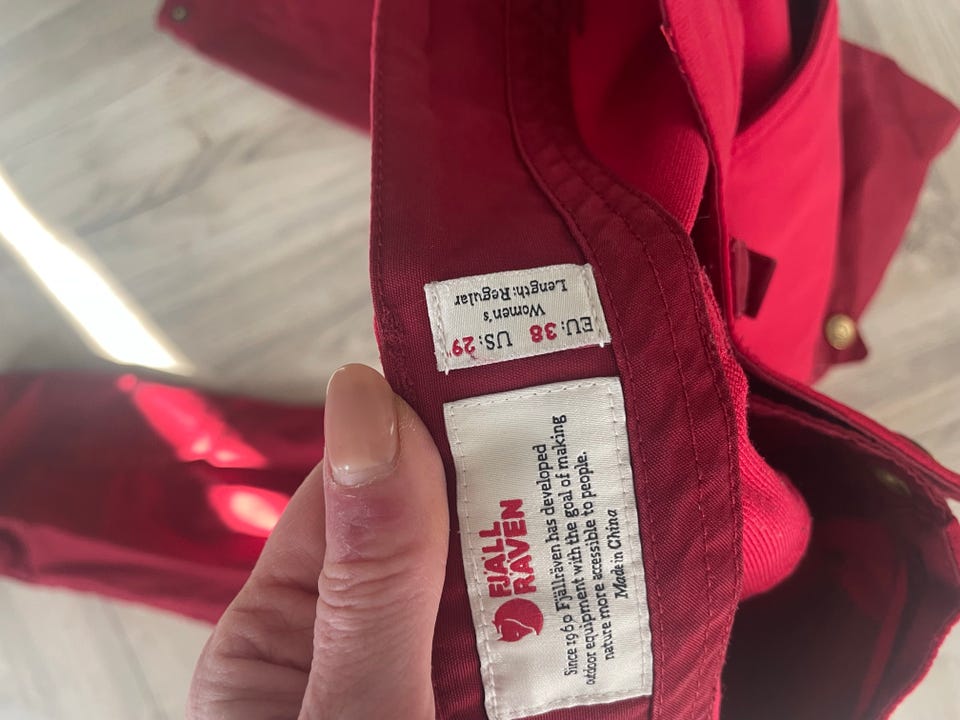 EU: 38 US: 29"
Women's
Length: Regular
FJÄLL
RÄVEN
Since 1960 Fjällräven has developed
outdoor equipment with the goal of making
nature more accessible to people.
Made in China